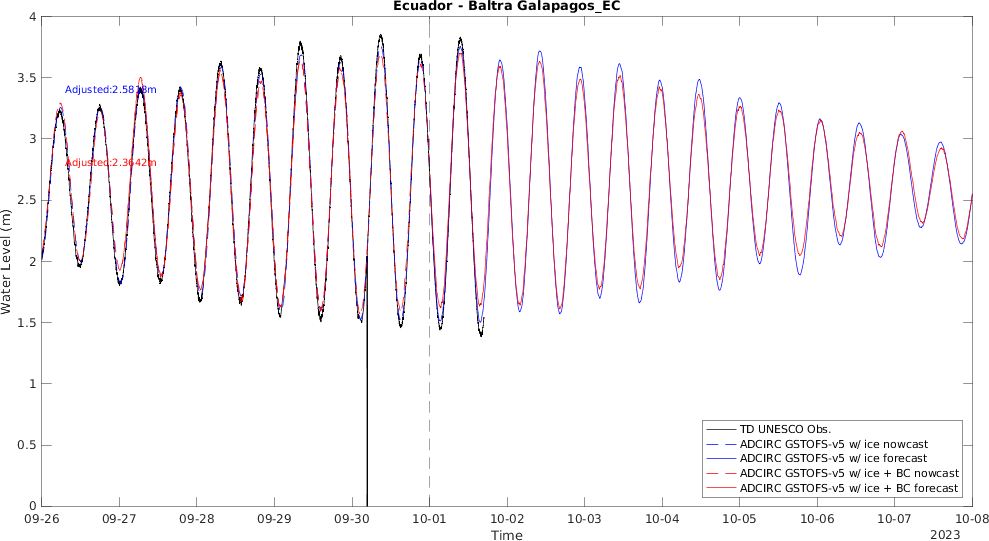 Ecuador - Baltra Galapagos_EC
4
3.5
3
2.5
2
1.5
1
0.5
0
Water Level (m)
Adjusted:2.5818m
Adjusted:2.3642m
TD UNESCO Obs.
ADCIRC GSTOFS-v5 w/ ice nowcast
ADCIRC GSTOFS-v5 w/ ice forecast
ADCIRC GSTOFS-v5 w/ ice + BC nowcast
ADCIRC GSTOFS-v5 w/ ice + BC forecast
09-26 09-27 09-28 09-29 09-30 10-01 10-02 10-03 10-04 10-05 10-06 10-07 10-08
Time
2023